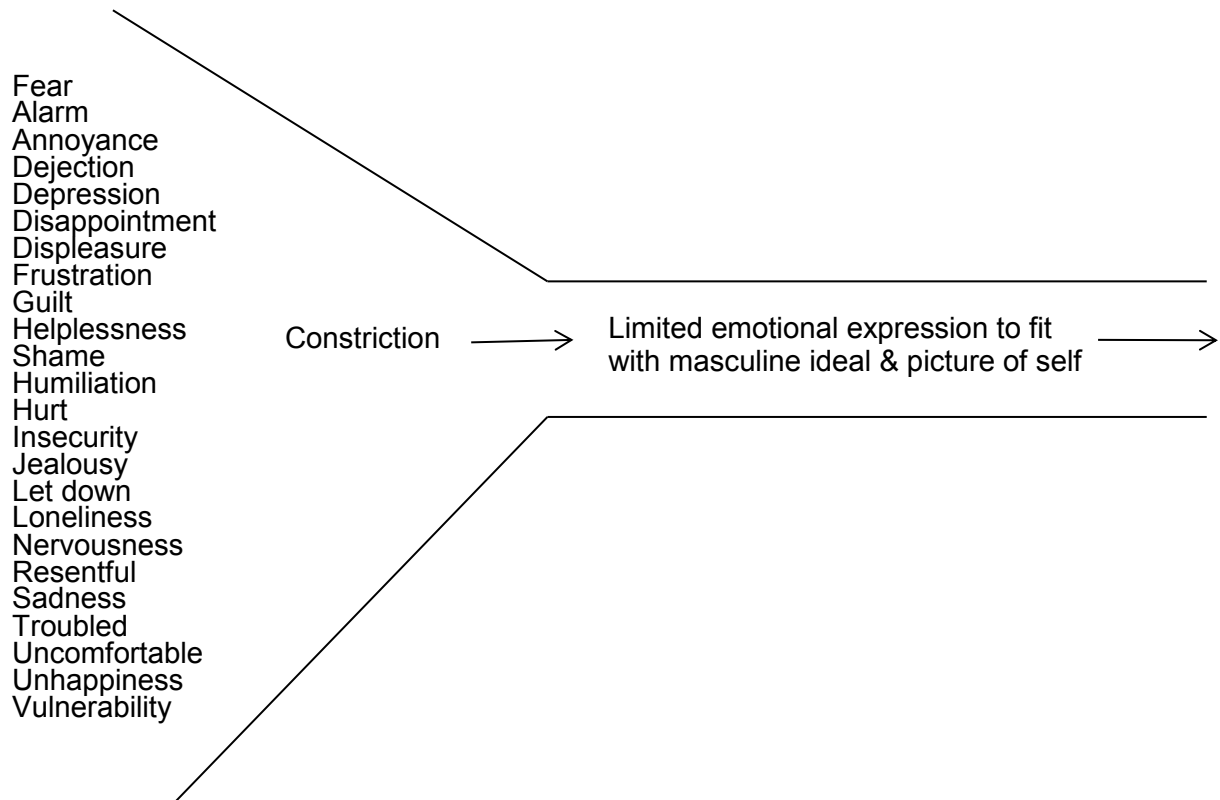 Fear
Alarm
Annoyance
Dejection
Depression
Disappointment
Displeasure
Frustration
Guilt
Helplessness
Shame
Humiliation
Hurt
Insecurity
Jealousy
Let down
Loneliness
Nervousness
Resentful
Sadness
Troubled
Uncomfortable
Unhappiness
Vulnerability
Constriction
Limited emotional expression to fit
with masculine ideal & picture of self